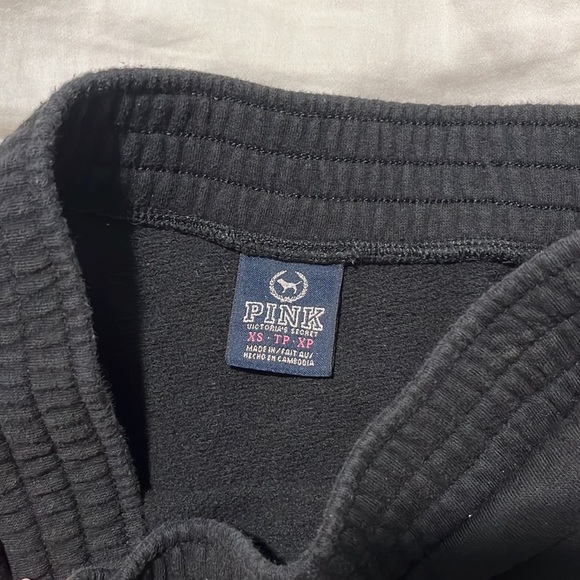 PINK
VICTORIA'S SECRET
XS · TP · XP
MADE IN/FAIT AU/
HECHO EN CAMBODIA